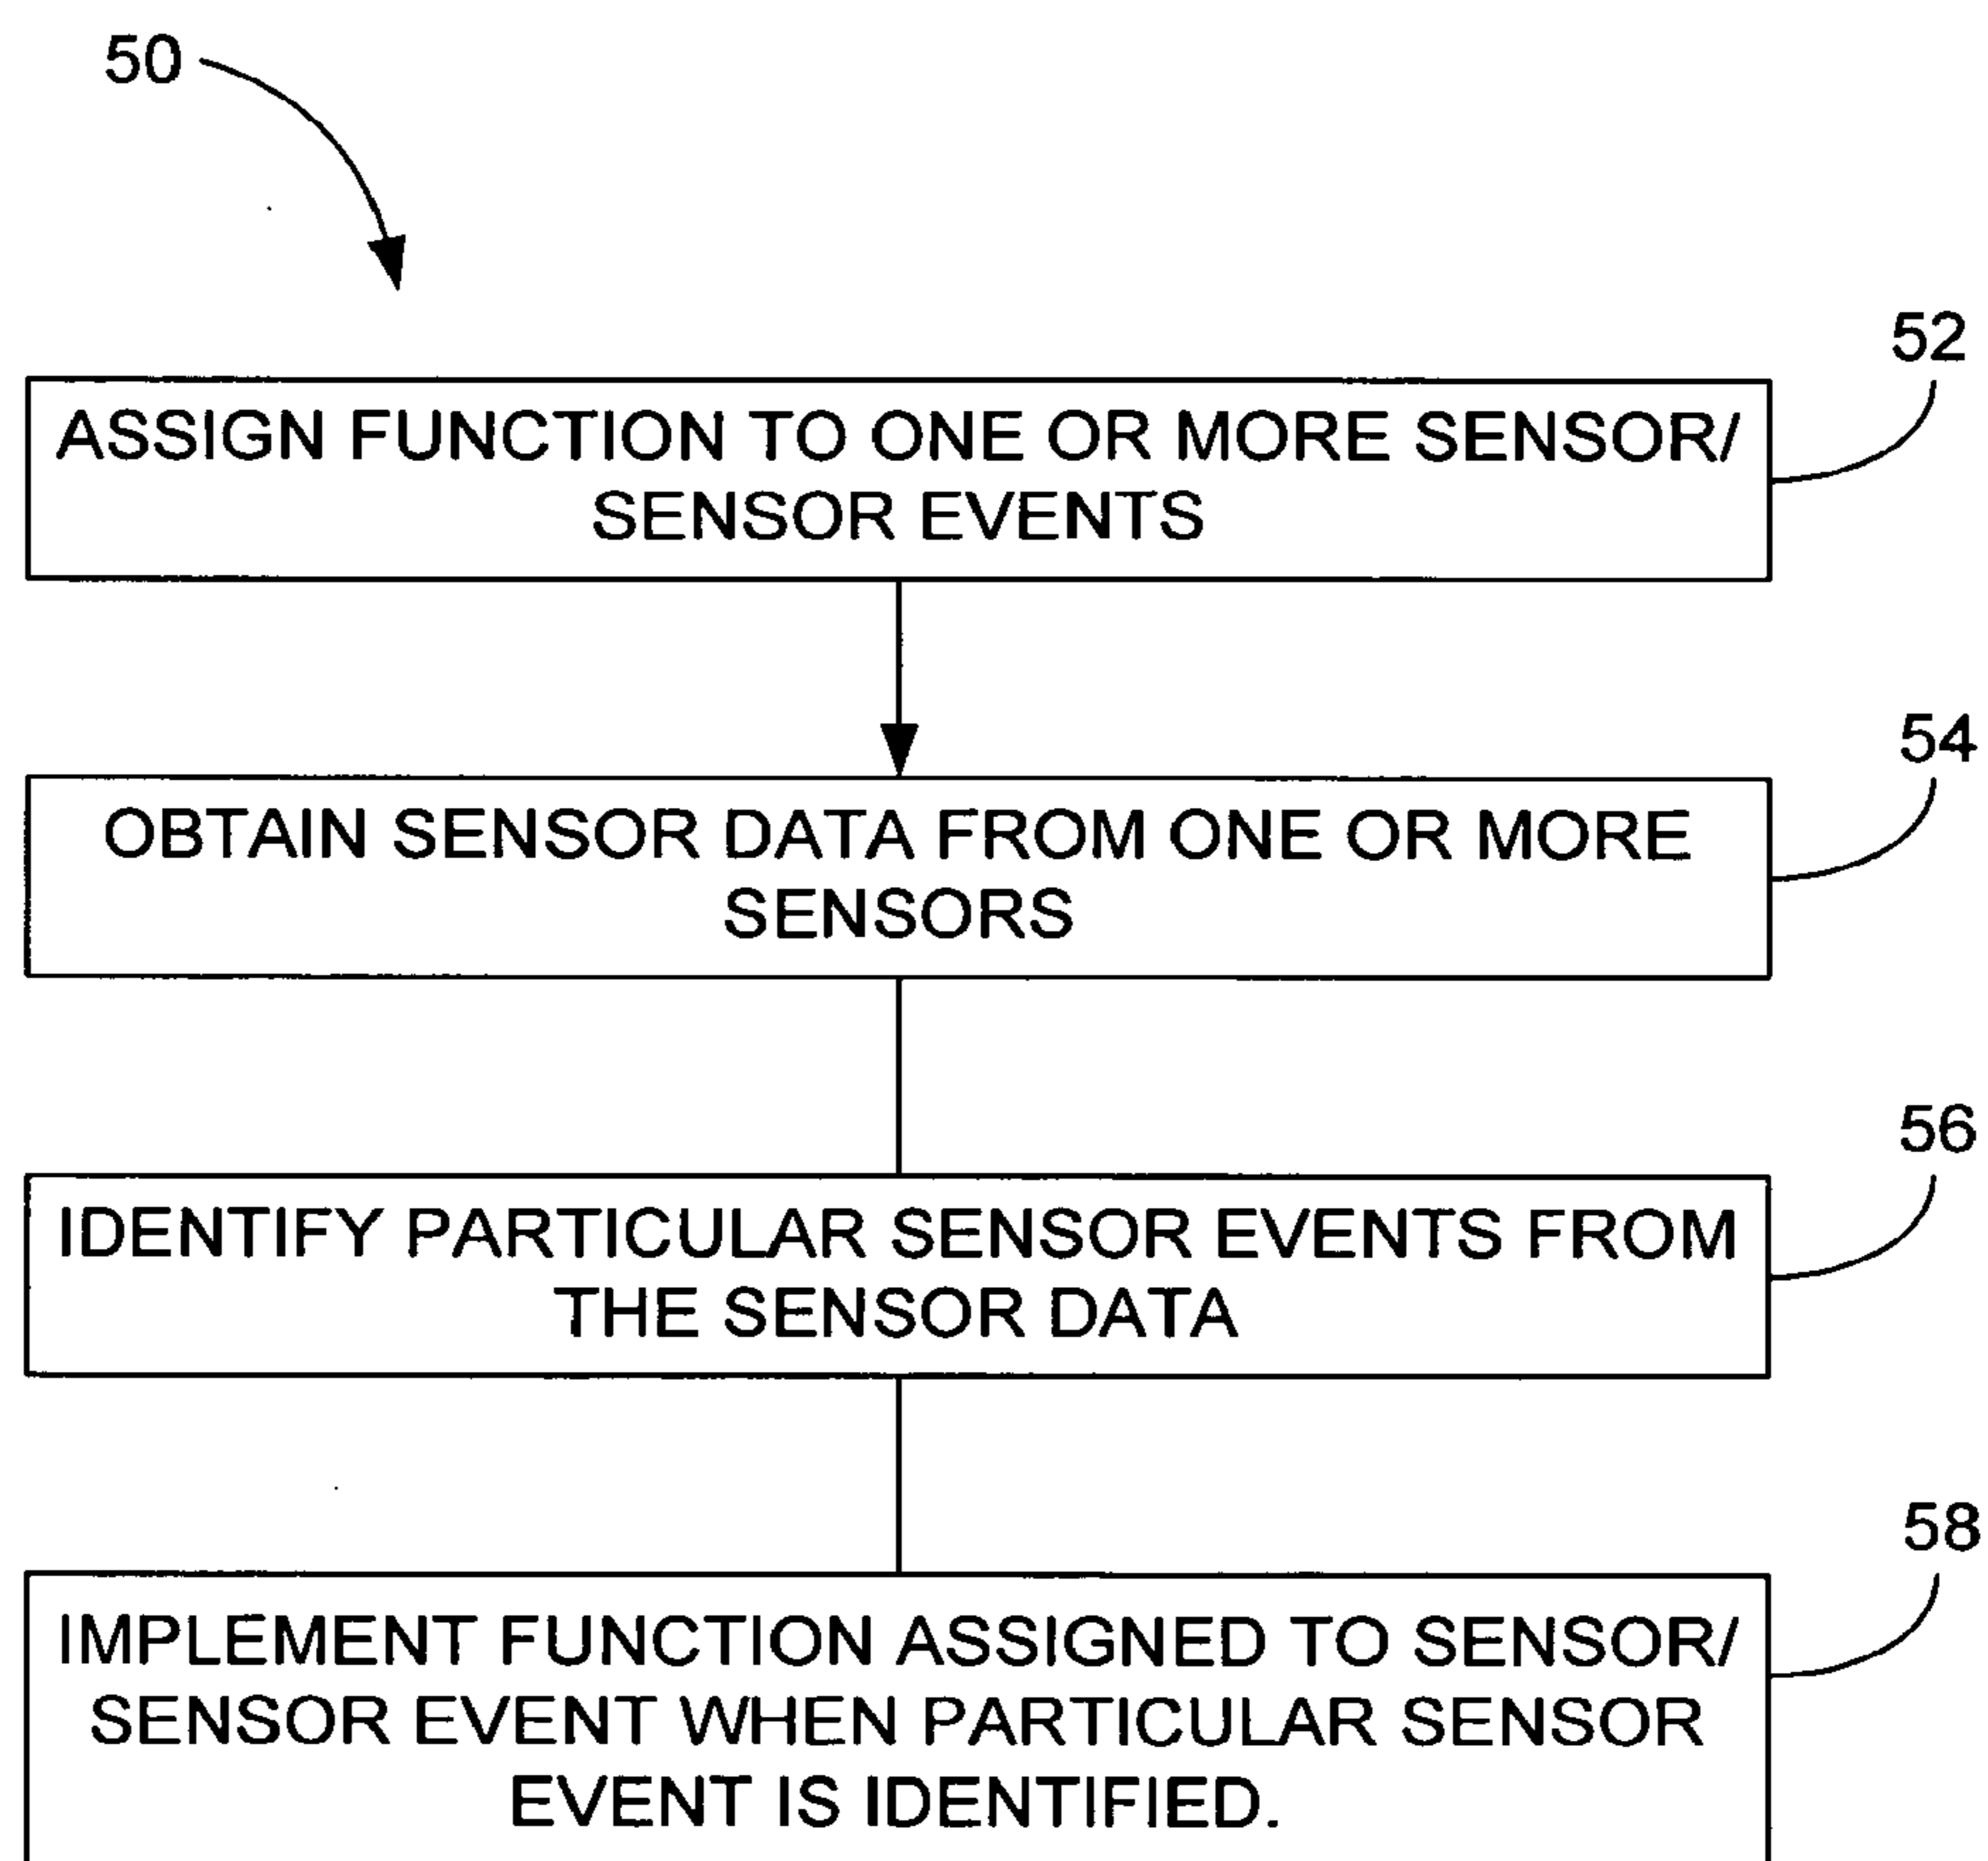 50
52
ASSIGN FUNCTION TO ONE OR MORE SENSOR/
SENSOR EVENTS
54
OBTAIN SENSOR DATA FROM ONE OR MORE
SENSORS
56
IDENTIFY PARTICULAR SENSOR EVENTS FROM
THE SENSOR DATA
58
IMPLEMENT FUNCTION ASSIGNED TO SENSOR/
SENSOR EVENT WHEN PARTICULAR SENSOR
EVENT IS IDENTIFIED.